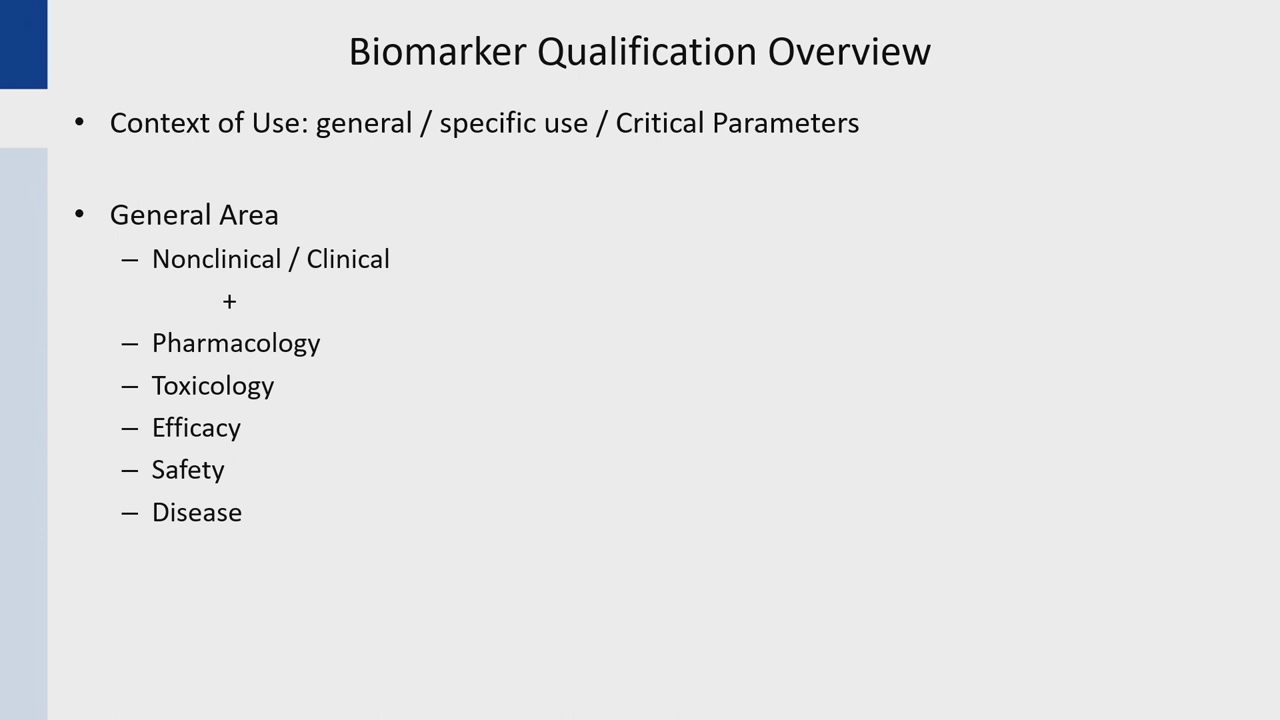 Biomarker Qualification Overview
• Context of Use: general / specific use / Critical Parameters
• General Area
– Nonclinical / Clinical
+
– Pharmacology
– Toxicology
– Efficacy
– Safety
– Disease